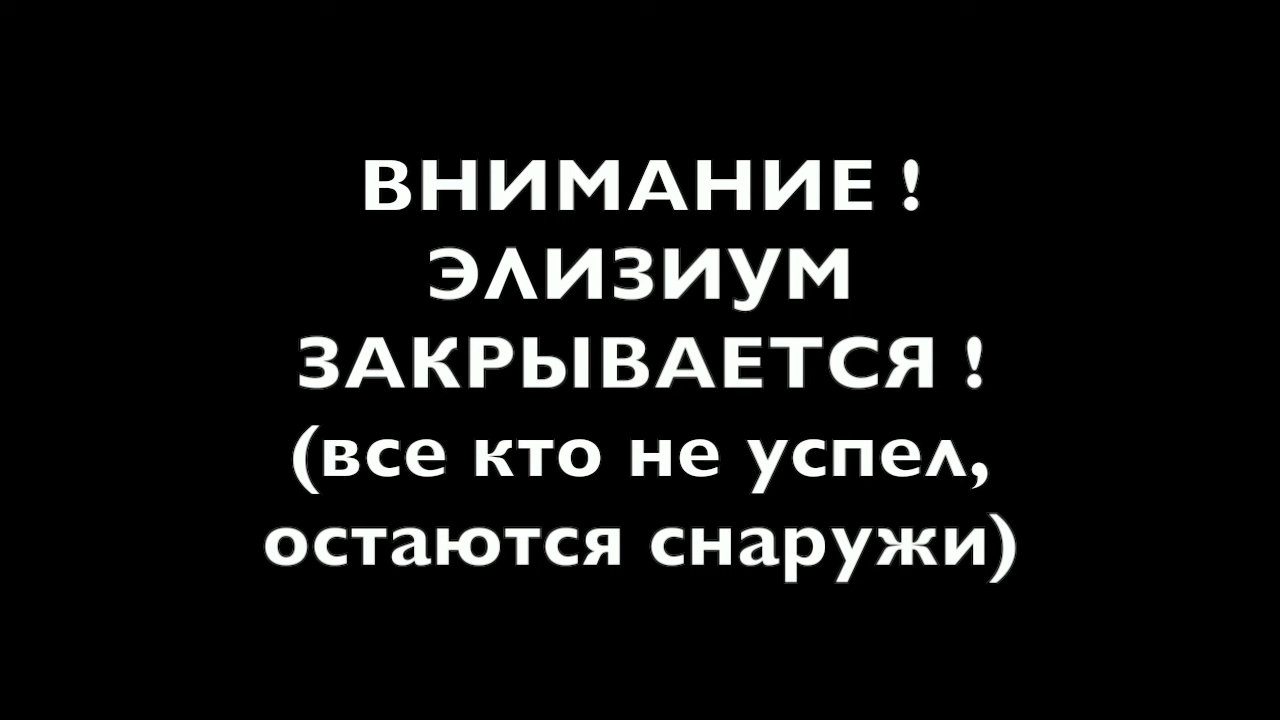 ВНИМАНИЕ !
ЭЛИЗИУМ
ЗАКРЫВАЕТСЯ !
(все кто не успел,
остаются снаружи)